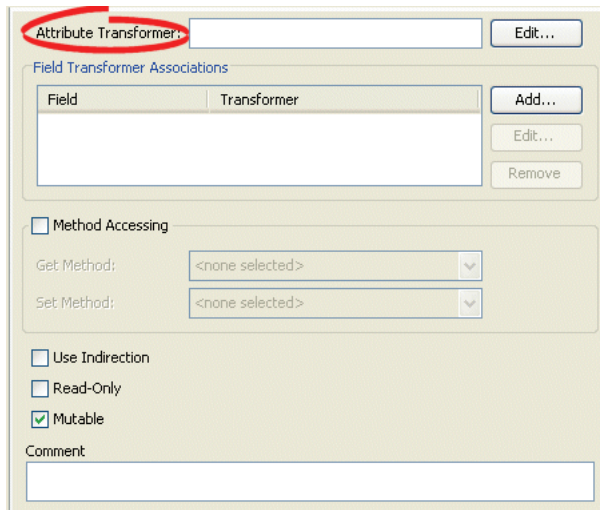 Attribute Transformer: Edit...
Field Transformer Associations
Field Transformer Add...
Edit...
Remove
Method Accessing
Get Method: <none selected>
Set Method: <none selected>
Use Indirection
Read-Only
Mutable
Comment